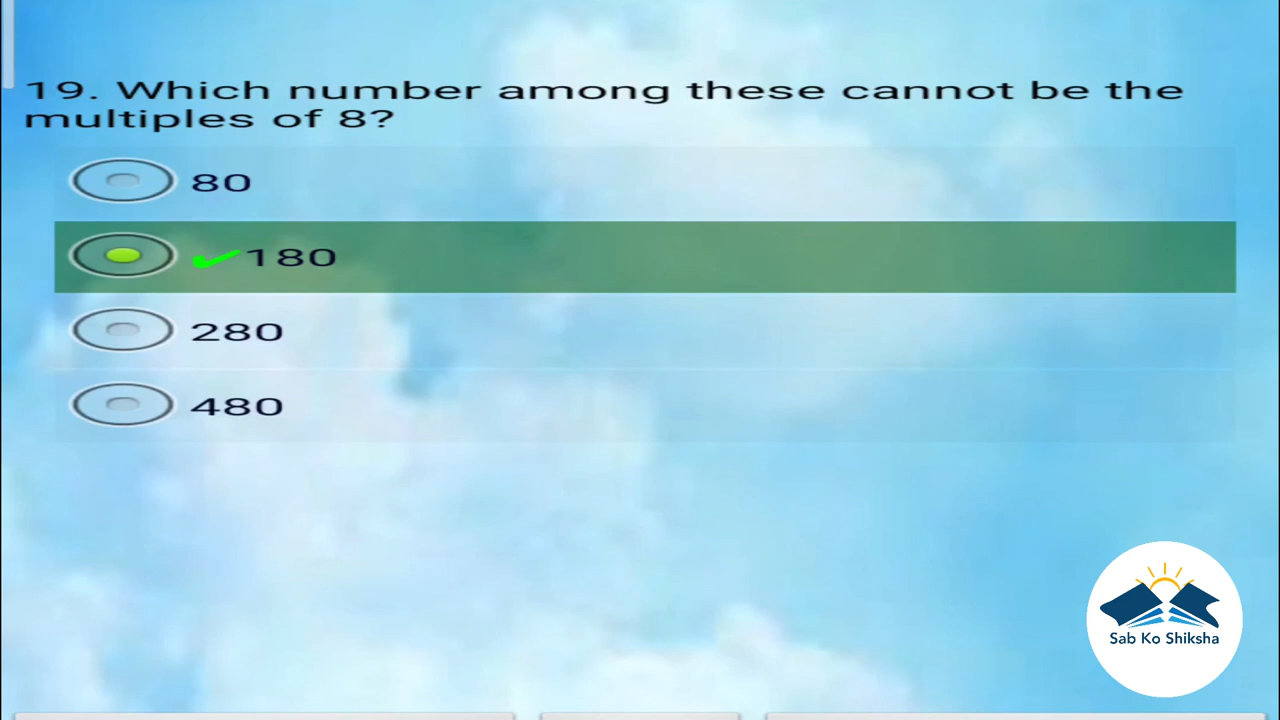 19. Which number among these cannot be the
multiples of 8?
80
✔180
280
480
Sab Ko Shiksha